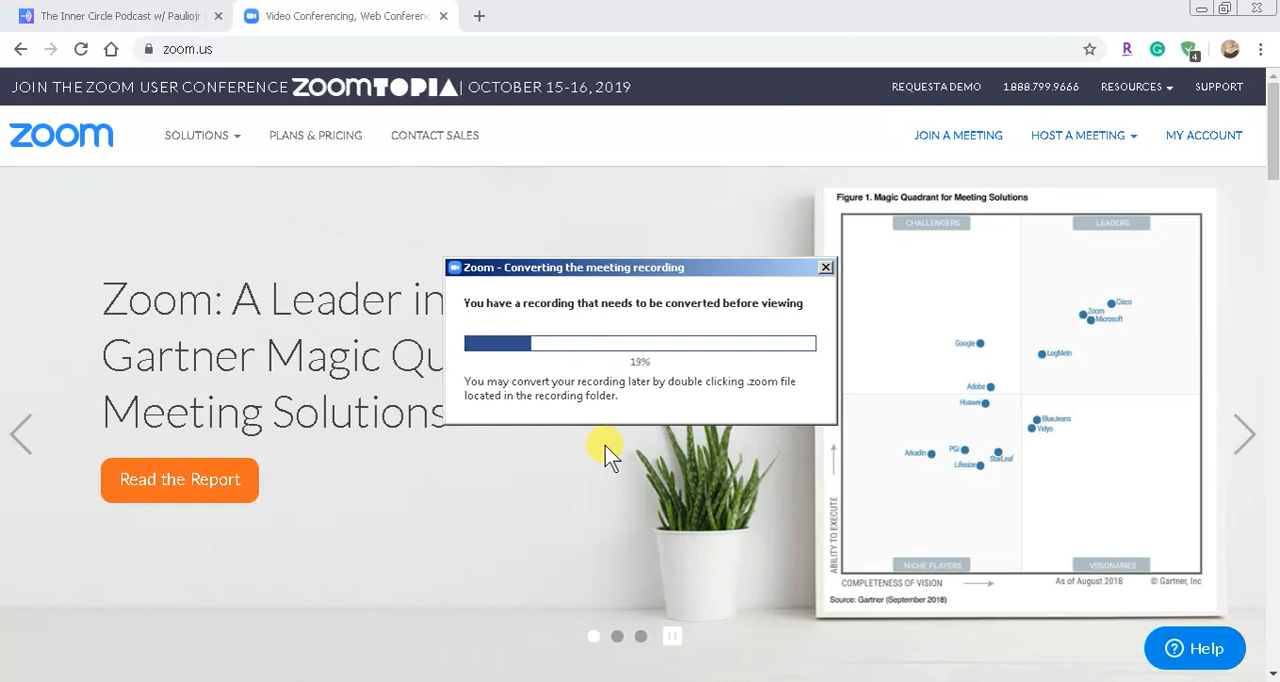 The Inner Circle Podcast w/ Pauliojr
Video Conferencing, Web Conferenc
zoom.us
R
4
JOIN THE ZOOM USER CONFERENCE ZOOMTOPIA | OCTOBER 15-16, 2019
REQUEST A DEMO 1.888.799.9666 RESOURCES SUPPORT
zoom
SOLUTIONS PLANS & PRICING CONTACT SALES JOIN A MEETING HOST A MEETING MY ACCOUNT
Zoom: A Leader in
Gartner Magic Qu
Meeting Solutions
Read the Report
Zoom - Converting the meeting recording
You have a recording that needs to be converted before viewing
19%
You may convert your recording later by double clicking .zoom file
located in the recording folder.
Figure 1. Magic Quadrant for Meeting Solutions
CHALLENGERS LEADERS
Cisco
Zoom
Microsoft
Google
LogMeIn
Adobe
Huawei
BlueJeans
Vidyo
Arkadin
PGi
StarLeaf
Lifesize
ABILITY TO EXECUTE
NICHE PLAYERS VISIONARIES
COMPLETENESS OF VISION As of August 2018 © Gartner, Inc
Source: Gartner (September 2018)
? Help